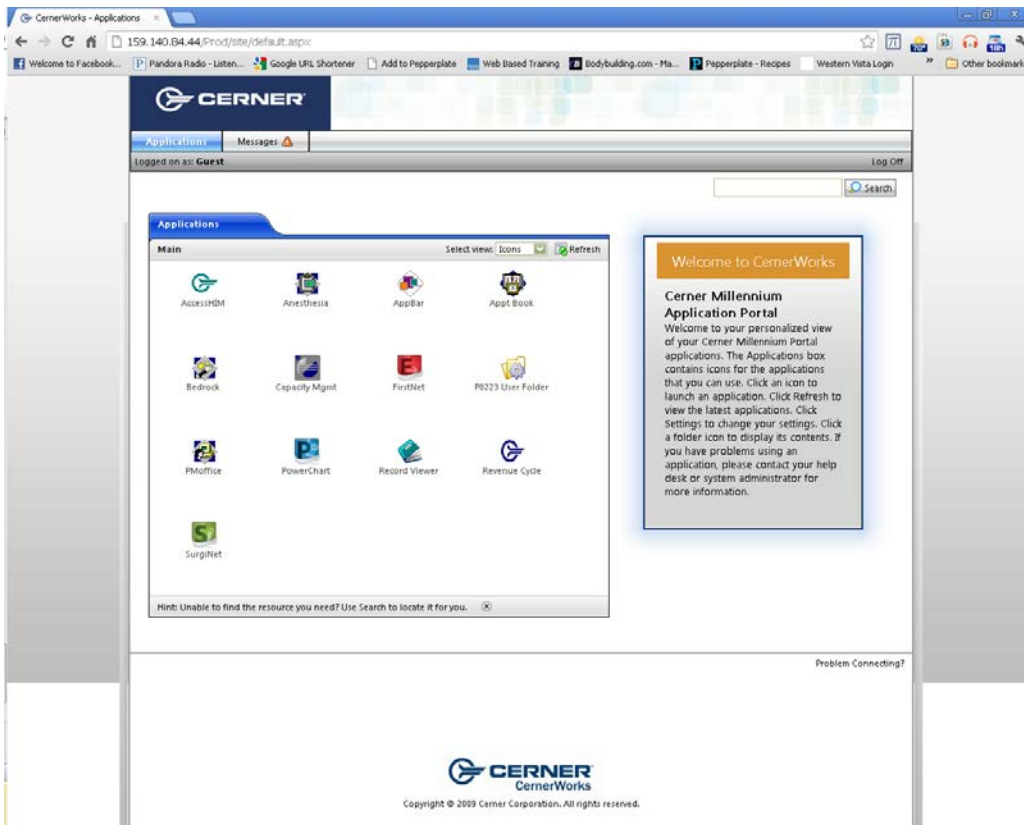 CernerWorks - Applications
159.140.84.44/Prod/site/default.aspx
Welcome to Facebook... Pandora Radio - Listen... Google URL Shortener Add to Pepperplate Web Based Training Bodybuilding.com - Ma... Pepperplate - Recipes Western Vista Login » Other bookmark
CERNER
Applications Messages
Logged on as: Guest Log Off
Search
Applications
Main Select view: Icons Refresh
AccessHIM Anesthesia AppBar Appt Book
Bedrock Capacity Mgmt FirstNet P0223 User Folder
PMoffice PowerChart Record Viewer Revenue Cycle
SurgiNet
Hint: Unable to find the resource you need? Use Search to locate it for you.
Welcome to CernerWorks
Cerner Millennium
Application Portal
Welcome to your personalized view
of your Cerner Millennium Portal
applications. The Applications box
contains icons for the applications
that you can use. Click an icon to
launch an application. Click Refresh to
view the latest applications. Click
Settings to change your settings. Click
a folder icon to display its contents. If
you have problems using an
application, please contact your help
desk or system administrator for
more information.
Problem Connecting?
CERNER
CernerWorks
Copyright © 2009 Cerner Corporation. All rights reserved.